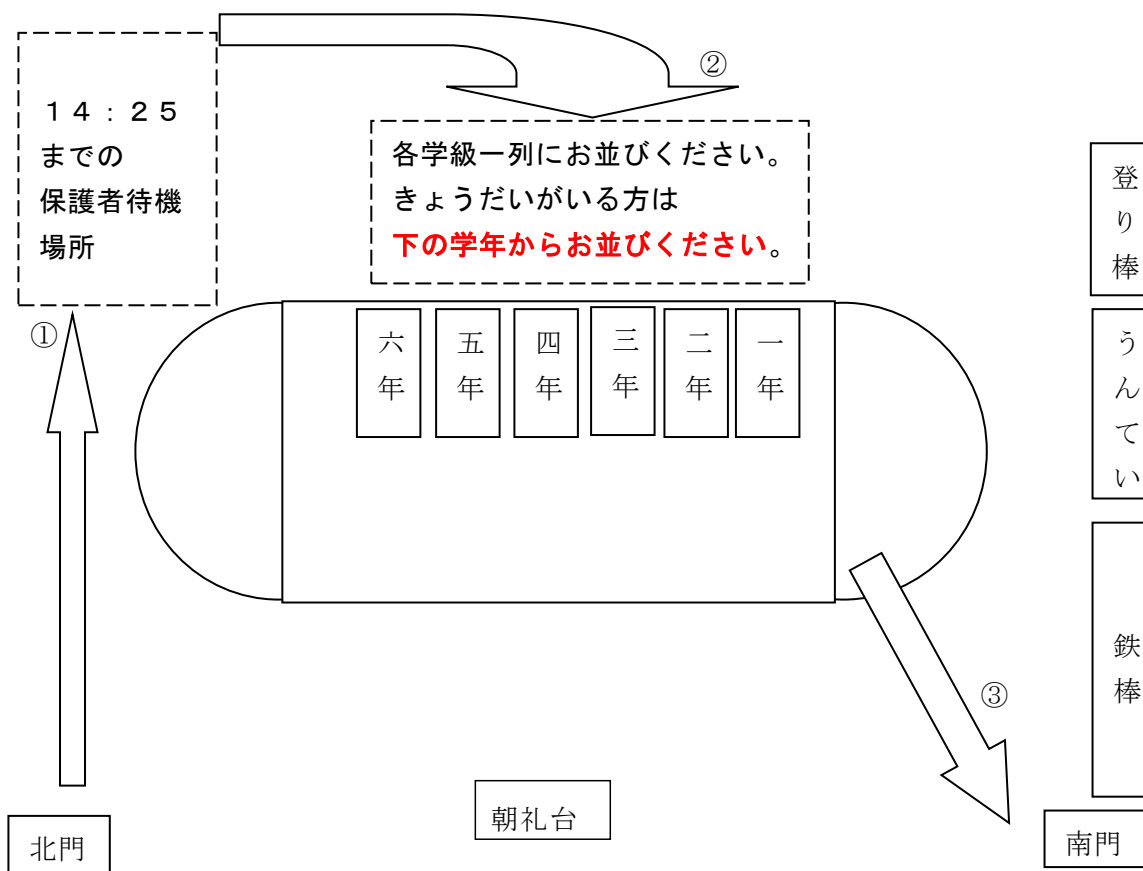 ②
１４：２５
までの
保護者待機
場所
各学級一列にお並びください。
きょうだいがいる方は
下の学年からお並びください。
登り棒
①
六年
五年
四年
三年
二年
一年
うんてい
鉄棒
③
朝礼台
北門
南門